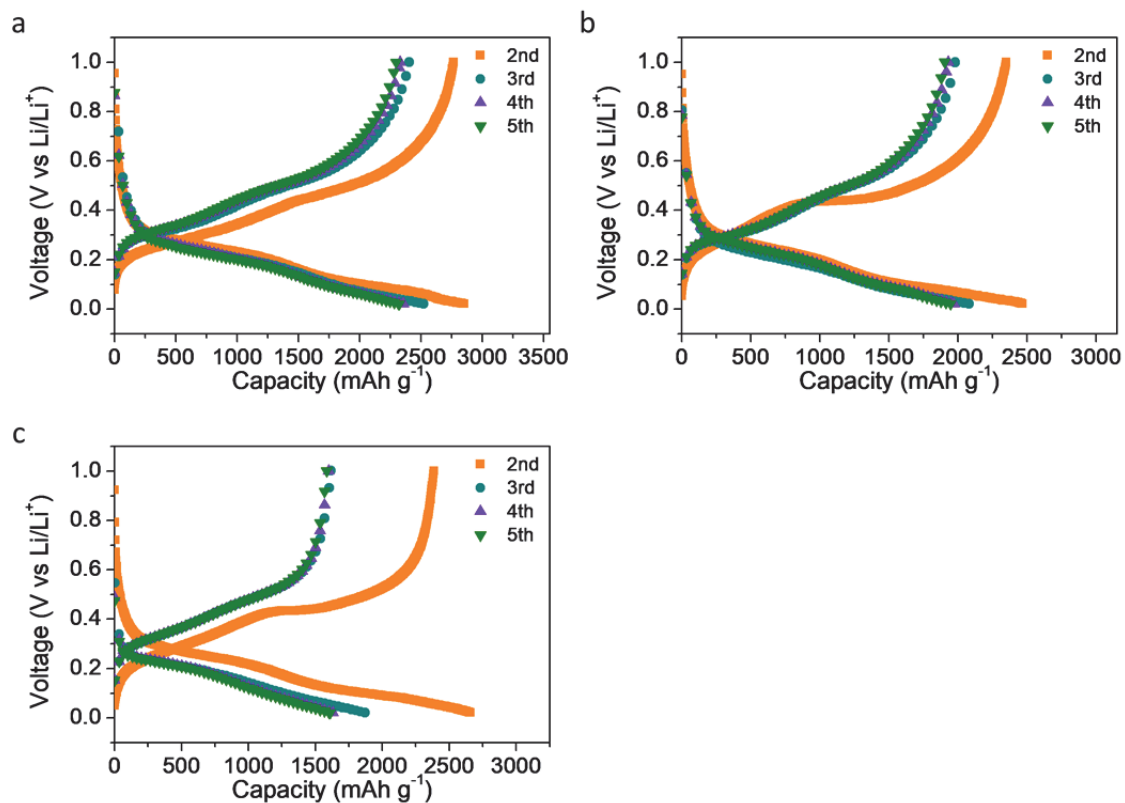 a
1.0
0.8
0.6
0.4
0.2
0.0
Voltage (V vs Li/Li⁺)
2nd
3rd
4th
5th
0 500 1000 1500 2000 2500 3000 3500
Capacity (mAh g⁻¹)
b
1.0
0.8
0.6
0.4
0.2
0.0
Voltage (V vs Li/Li⁺)
2nd
3rd
4th
5th
0 500 1000 1500 2000 2500 3000
Capacity (mAh g⁻¹)
c
1.0
0.8
0.6
0.4
0.2
0.0
Voltage (V vs Li/Li⁺)
2nd
3rd
4th
5th
0 500 1000 1500 2000 2500 3000
Capacity (mAh g⁻¹)